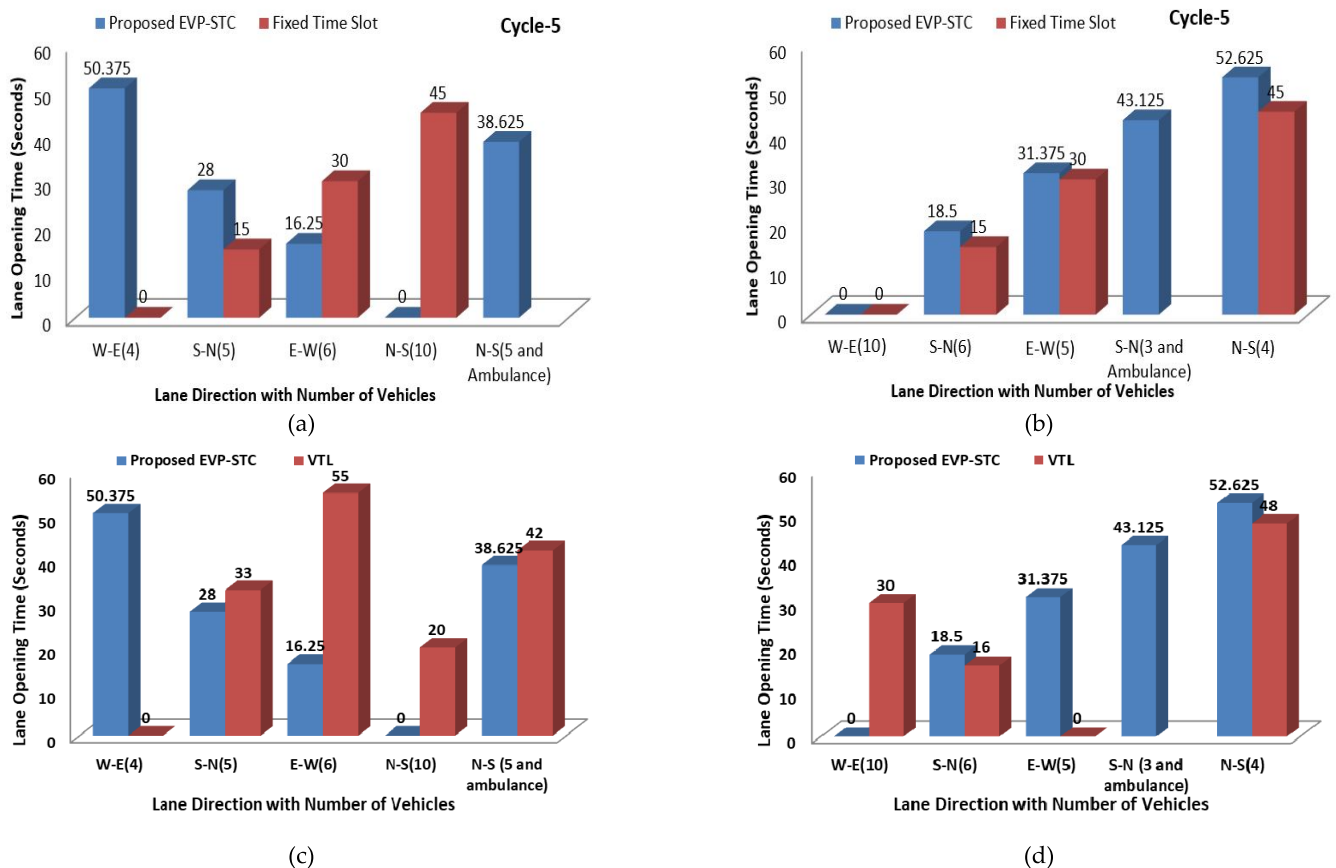 Proposed EVP-STC Fixed Time Slot Cycle-5
Lane Opening Time (Seconds)
60
50
40
30
20
10
0
50.375
0
28
15
16.25
30
0
45
38.625
W-E(4) S-N(5) E-W(6) N-S(10) N-S(5 and
Ambulance)
Lane Direction with Number of Vehicles
(a)
Proposed EVP-STC Fixed Time Slot Cycle-5
Lane Opening Time (Seconds)
60
50
40
30
20
10
0
0
0
18.5
15
31.375
30
43.125
52.625
45
W-E(10) S-N(6) E-W(5) S-N(3 and
Ambulance) N-S(4)
Lane Direction with Number of Vehicles
(b)
Proposed EVP-STC VTL
Lane Opening Time (Seconds)
60
50
40
30
20
10
0
50.375
0
28
33
16.25
55
0
20
38.625
42
W-E(4) S-N(5) E-W(6) N-S(10) N-S (5 and
ambulance)
Lane Direction with Number of Vehicles
(c)
Proposed EVP-STC VTL
Lane Opening Time (Seconds)
60
50
40
30
20
10
0
0
30
18.5
16
31.375
0
43.125
52.625
48
W-E(10) S-N(6) E-W(5) S-N (3 and
ambulance) N-S(4)
Lane Direction with Number of Vehicles
(d)